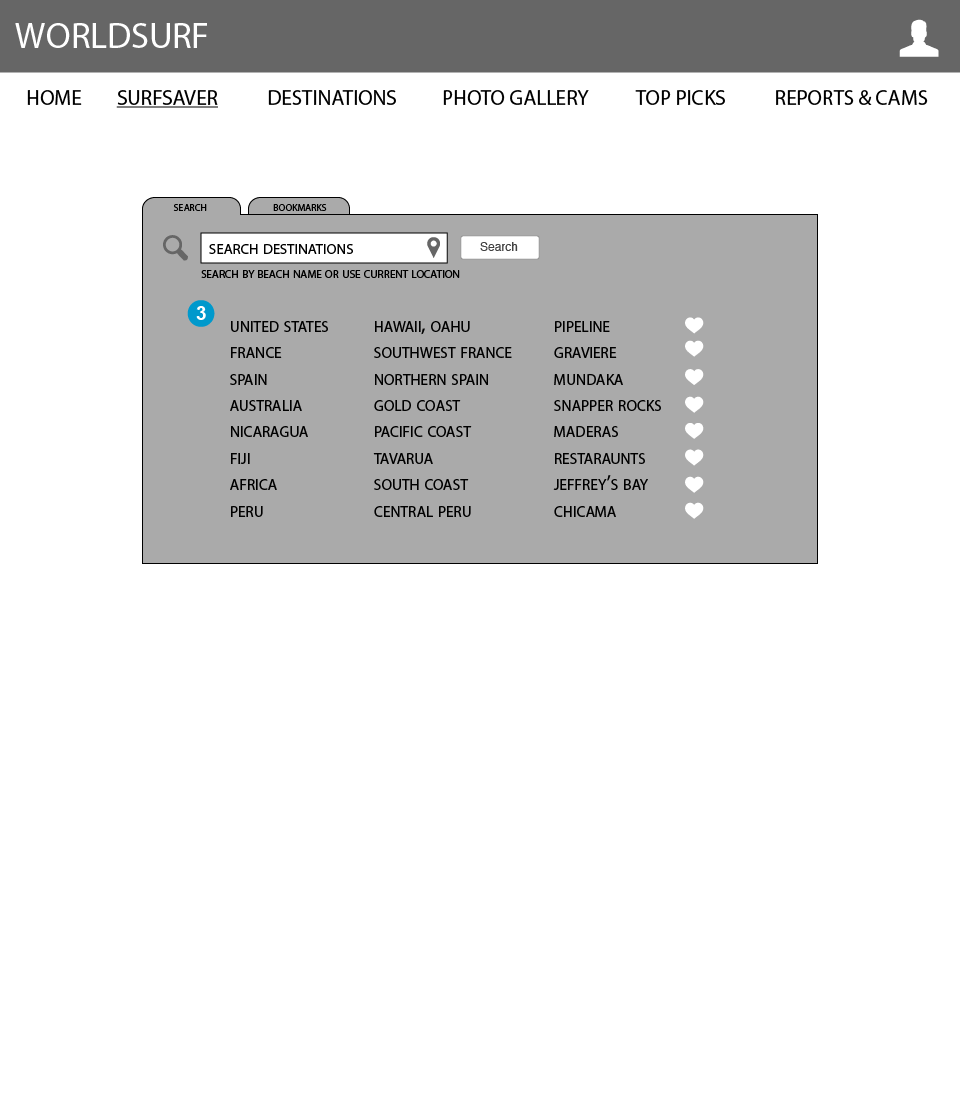 WORLDSURF
HOME SURFSAVER DESTINATIONS PHOTO GALLERY TOP PICKS REPORTS & CAMS
SEARCH BOOKMARKS
SEARCH DESTINATIONS Search
SEARCH BY BEACH NAME OR USE CURRENT LOCATION
3
UNITED STATES HAWAII, OAHU PIPELINE
FRANCE SOUTHWEST FRANCE GRAVIERE
SPAIN NORTHERN SPAIN MUNDAKA
AUSTRALIA GOLD COAST SNAPPER ROCKS
NICARAGUA PACIFIC COAST MADERAS
FIJI TAVARUA RESTARAUNTS
AFRICA SOUTH COAST JEFFREY'S BAY
PERU CENTRAL PERU CHICAMA